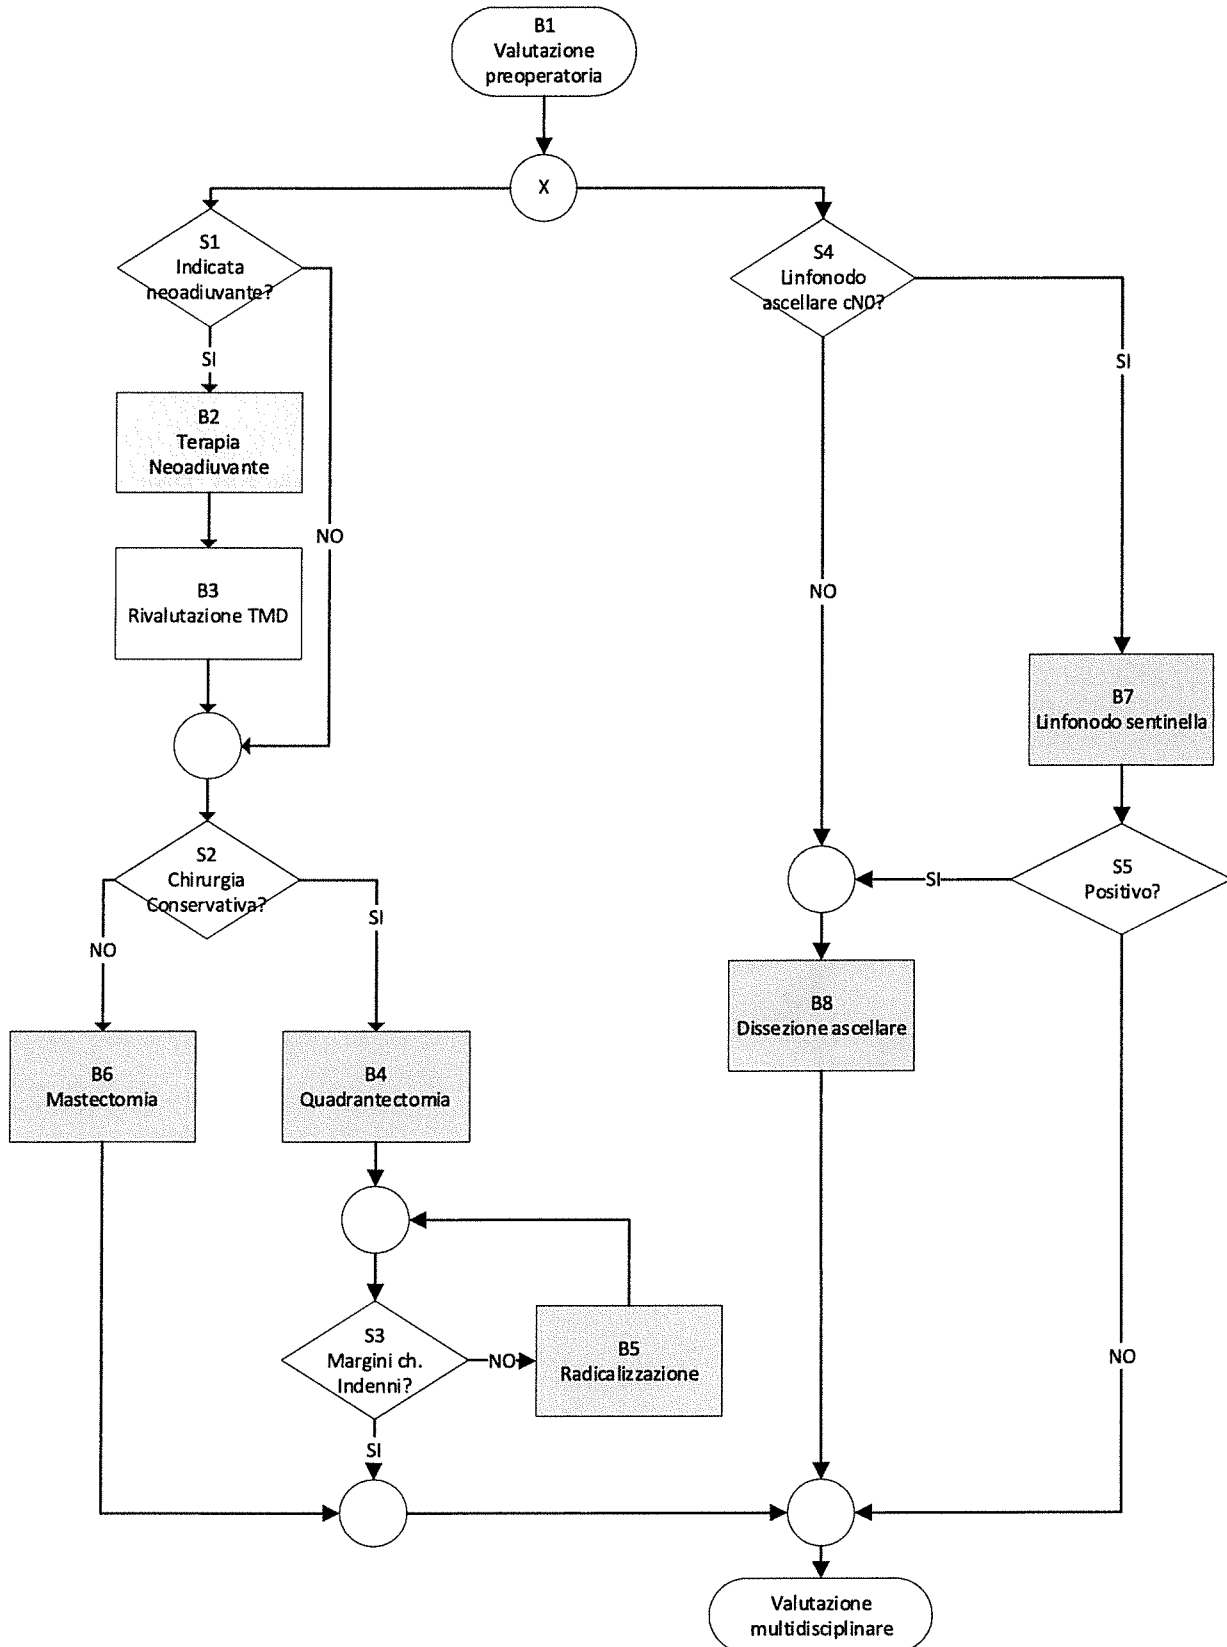 B1
Valutazione
preoperatoria
X
S1
Indicata
neoadiuvante?
SI
NO
B2
Terapia
Neoadiuvante
B3
Rivalutazione TMD
S2
Chirurgia
Conservativa?
NO
SI
B6
Mastectomia
B4
Quadrantectomia
S3
Margini ch.
Indenni?
NO
B5
Radicalizzazione
SI
S4
Linfonodo
ascellare cN0?
SI
NO
B7
Linfonodo sentinella
S5
Positivo?
SI
B8
Dissezione ascellare
NO
Valutazione
multidisciplinare